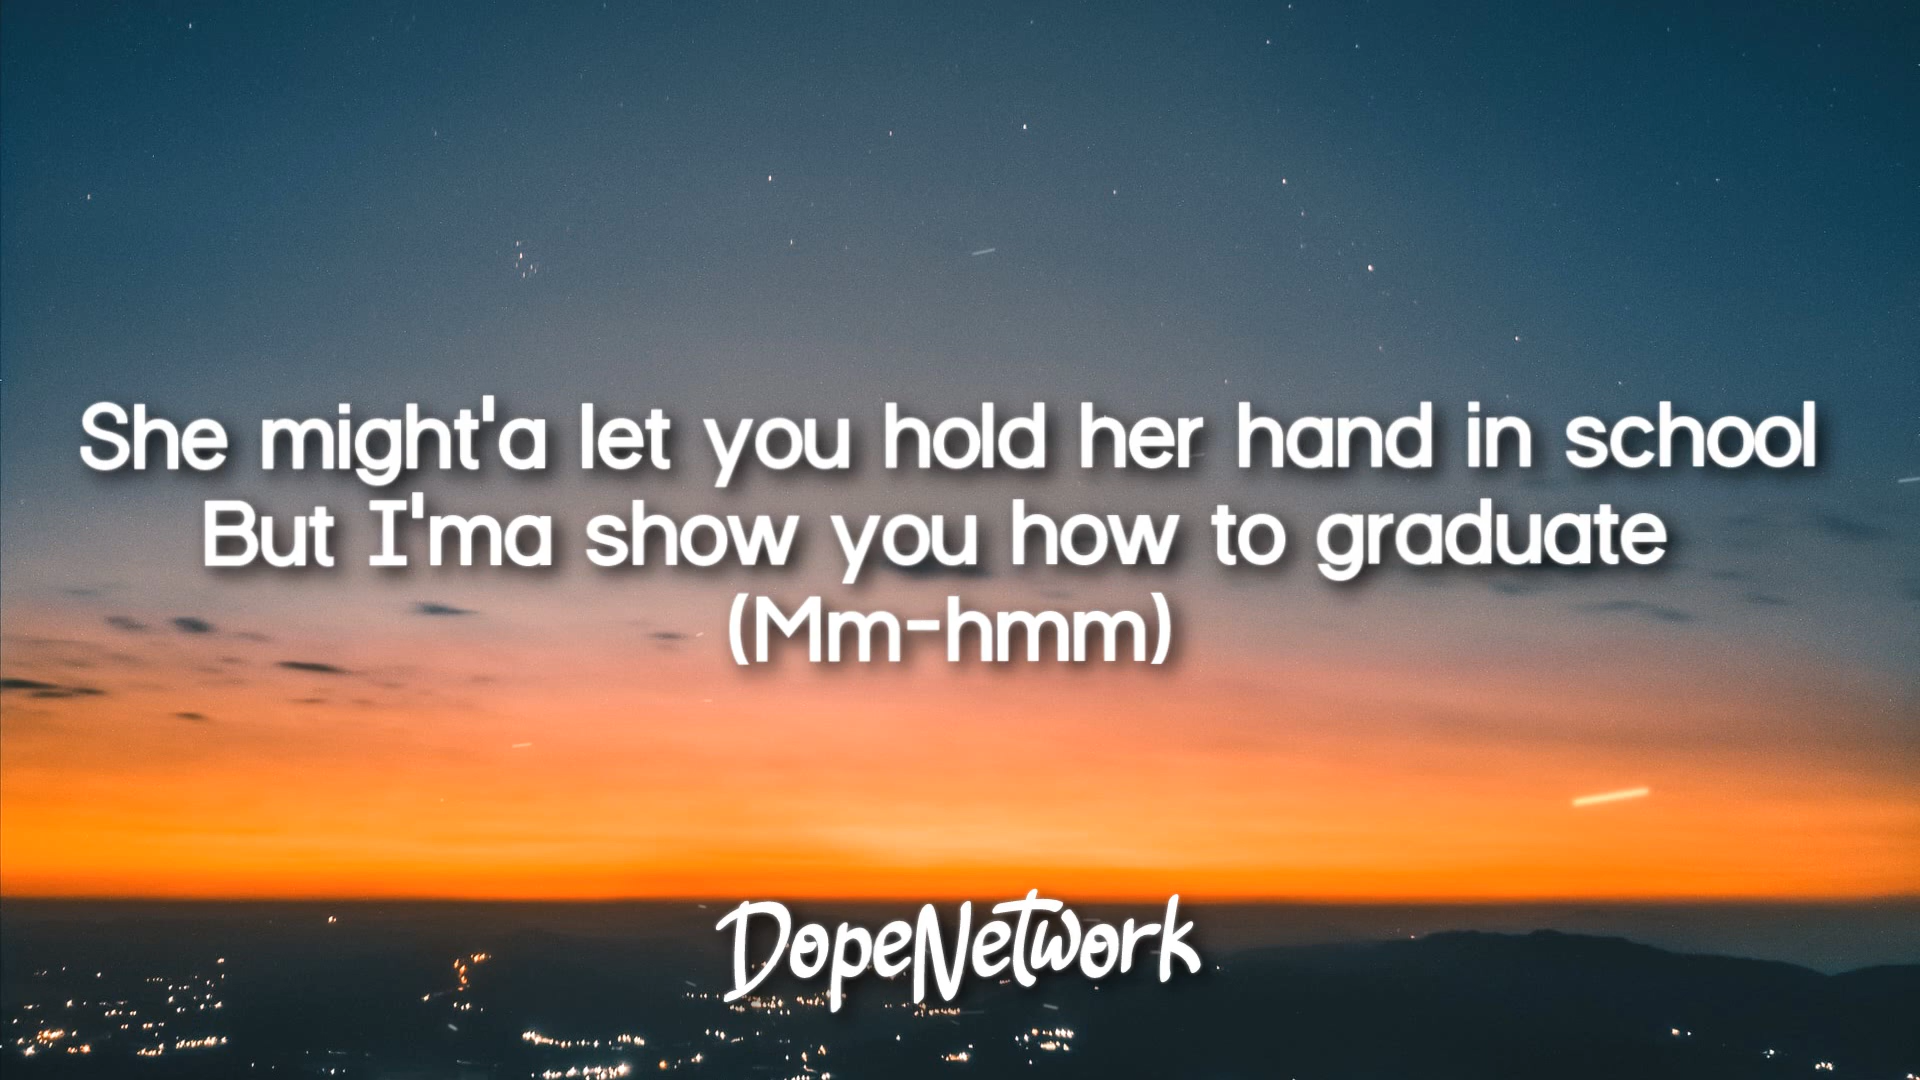 She might'a let you hold her hand in school
But I'ma show you how to graduate
(Mm-hmm)
DopeNetwork